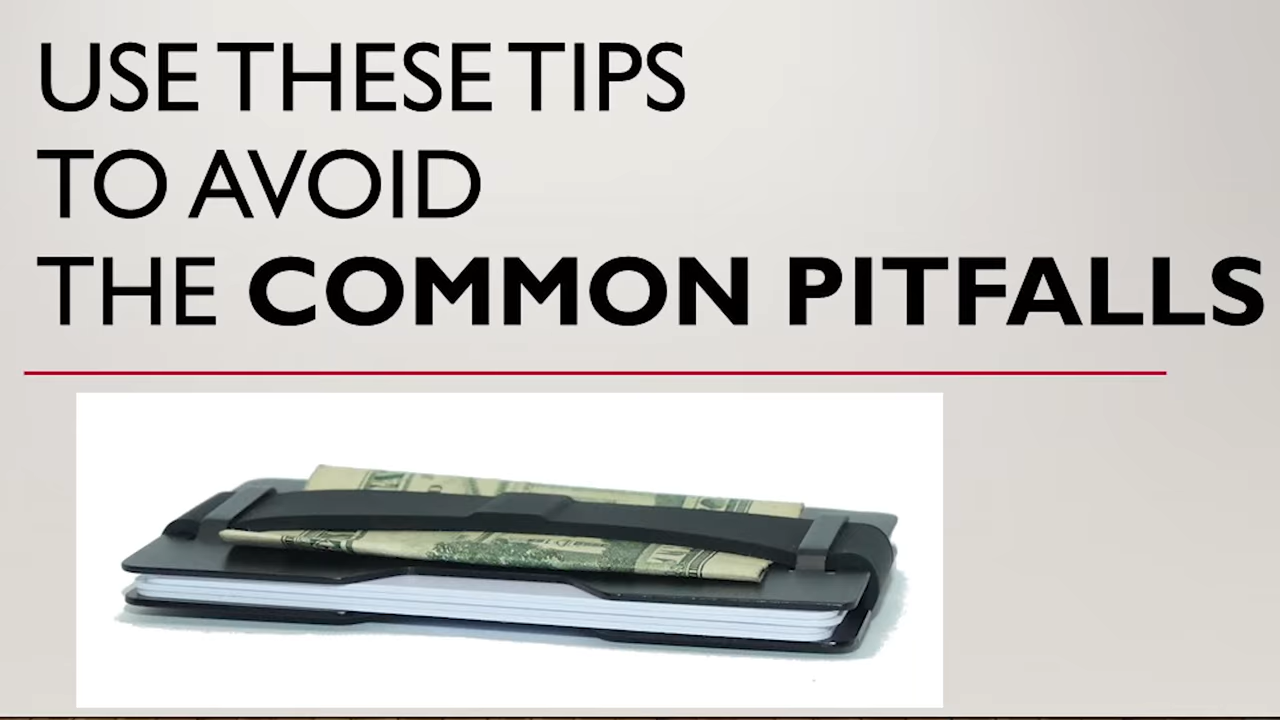 USE THESE TIPS
TO AVOID
THE COMMON PITFALLS